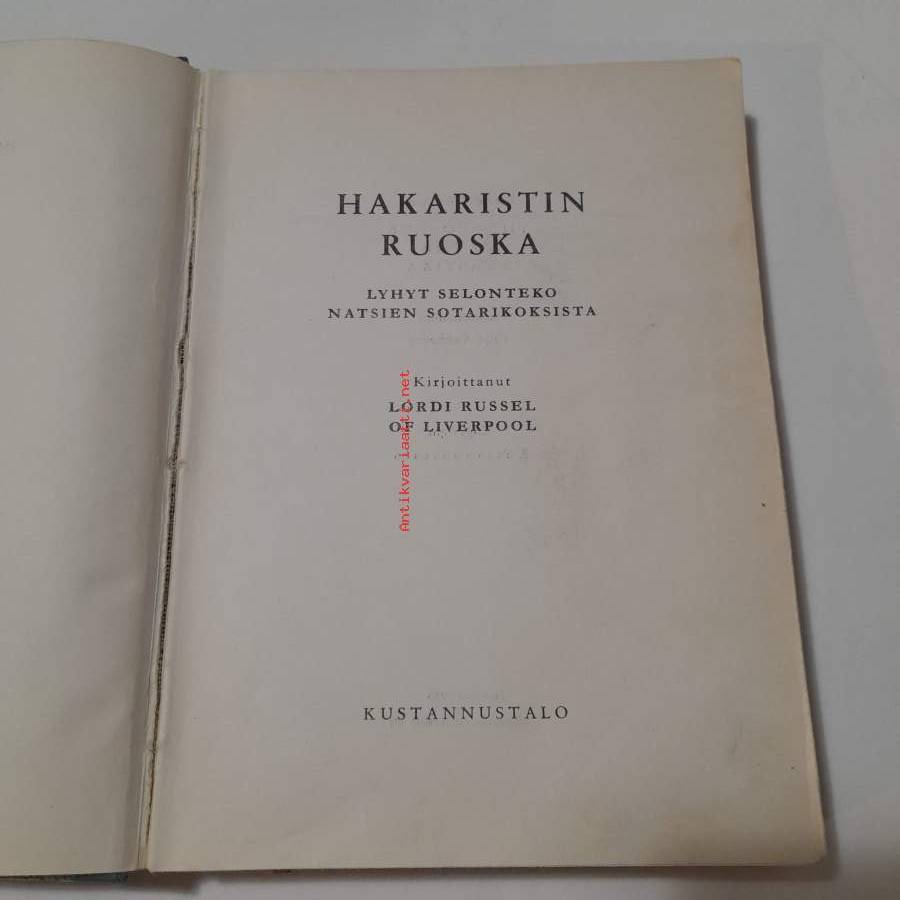 HAKARISTIN
RUOSKA
LYHYT SELONTEKO
NATSIEN SOTARIKOKSISTA
Kirjoittanut
LORDI RUSSEL
OF LIVERPOOL
KUSTANNUSTALO
Antikvariaatti.net